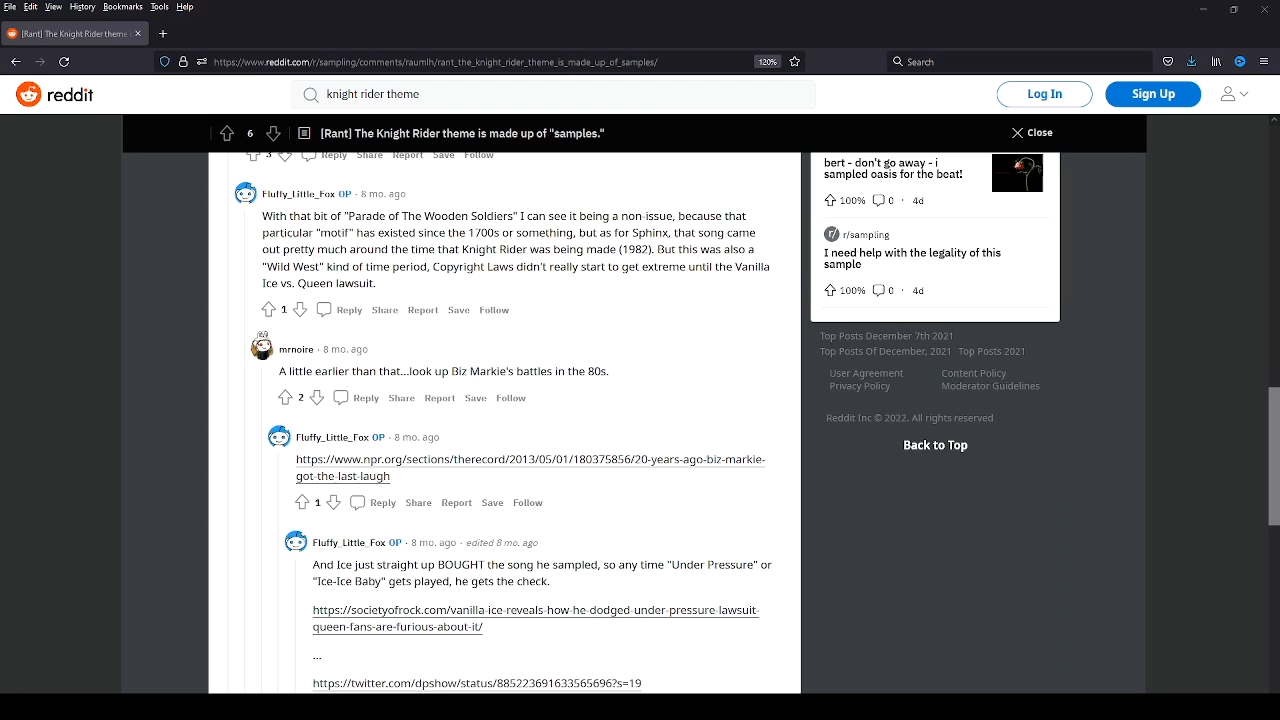 File Edit View History Bookmarks Tools Help
[Rant] The Knight Rider theme
https://www.reddit.com/r/sampling/comments/raumlh/rant_the_knight_rider_theme_is_made_up_of_samples/ 120% Search
reddit knight rider theme Log In Sign Up
6 [Rant] The Knight Rider theme is made up of "samples." Close
3 Reply Share Report Save Follow
Fluffy_Little_Fox OP · 8 mo. ago
With that bit of "Parade of The Wooden Soldiers" I can see it being a non-issue, because that
particular "motif" has existed since the 1700s or something, but as for Sphinx, that song came
out pretty much around the time that Knight Rider was being made (1982). But this was also a
"Wild West" kind of time period, Copyright Laws didn't really start to get extreme until the Vanilla
Ice vs. Queen lawsuit.
1 Reply Share Report Save Follow
mrnoire · 8 mo. ago
A little earlier than that...look up Biz Markie's battles in the 80s.
2 Reply Share Report Save Follow
Fluffy_Little_Fox OP · 8 mo. ago
https://www.npr.org/sections/therecord/2013/05/01/180375856/20-years-ago-biz-markie-
got-the-last-laugh
1 Reply Share Report Save Follow
Fluffy_Little_Fox OP · 8 mo. ago · edited 8 mo. ago
And Ice just straight up BOUGHT the song he sampled, so any time "Under Pressure" or
"Ice-Ice Baby" gets played, he gets the check.
https://societyofrock.com/vanilla-ice-reveals-how-he-dodged-under-pressure-lawsuit-
queen-fans-are-furious-about-it/
...
https://twitter.com/dpshow/status/885223691633565696?s=19
bert - don't go away - i
sampled oasis for the beat!
100% 0 · 4d
r/sampling
I need help with the legality of this
sample
100% 0 · 4d
Top Posts December 7th 2021
Top Posts Of December, 2021 Top Posts 2021
User Agreement Content Policy
Privacy Policy Moderator Guidelines
Reddit Inc © 2022. All rights reserved
Back to Top